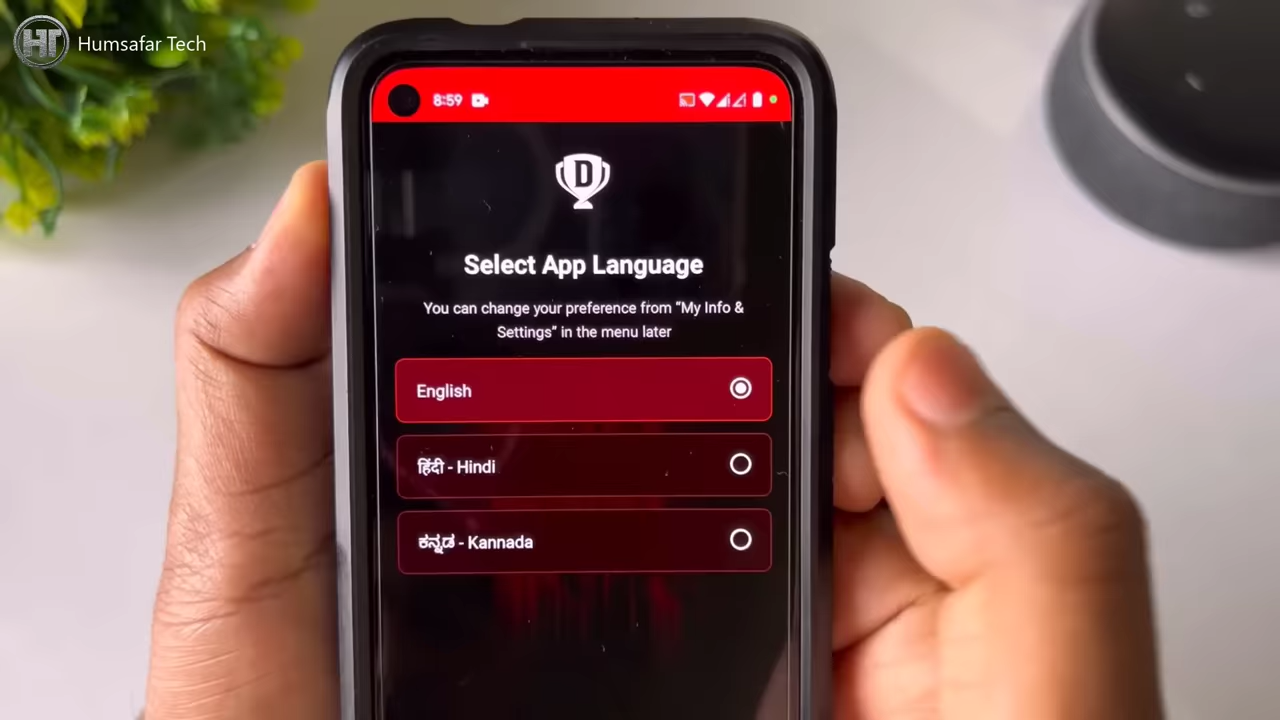 HT Humsafar Tech
8:59
D
Select App Language
You can change your preference from “My Info &
Settings” in the menu later
English
हिंदी - Hindi
ಕನ್ನಡ - Kannada